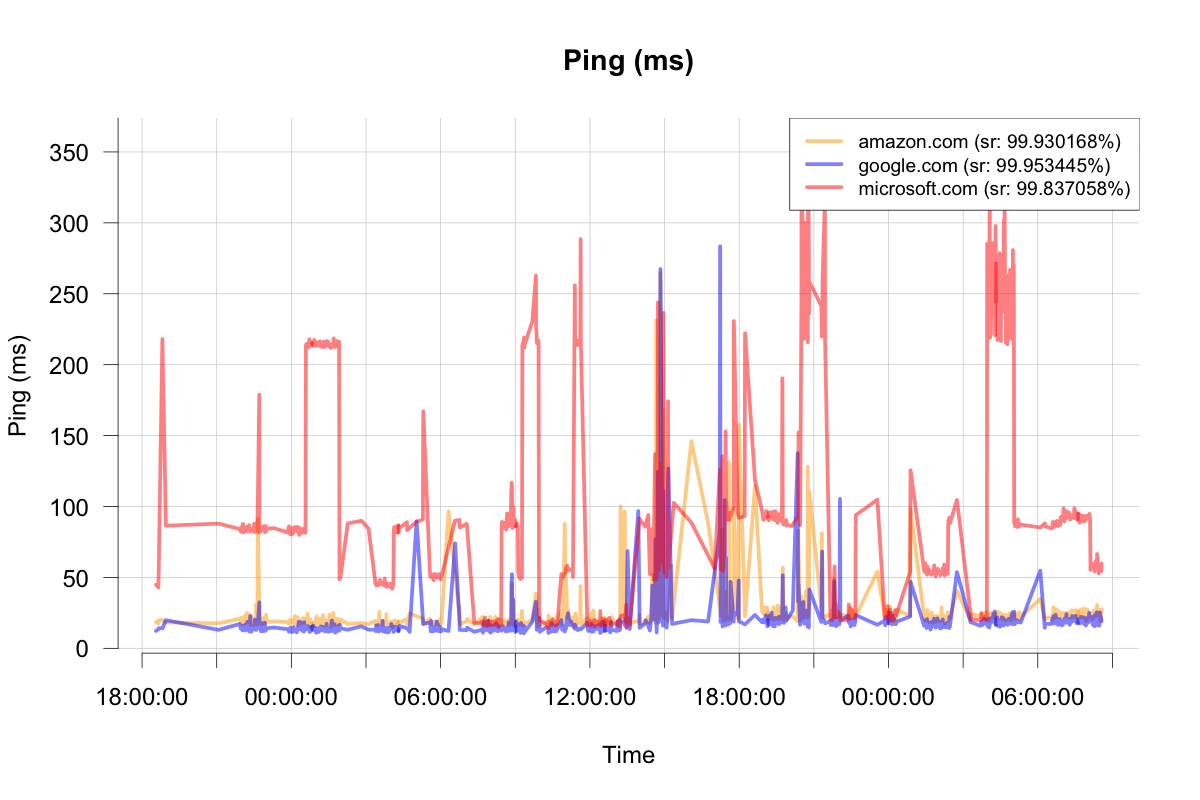 Ping (ms)
amazon.com (sr: 99.930168%)
google.com (sr: 99.953445%)
microsoft.com (sr: 99.837058%)
350
300
250
200
150
100
50
0
Ping (ms)
18:00:00 00:00:00 06:00:00 12:00:00 18:00:00 00:00:00 06:00:00
Time